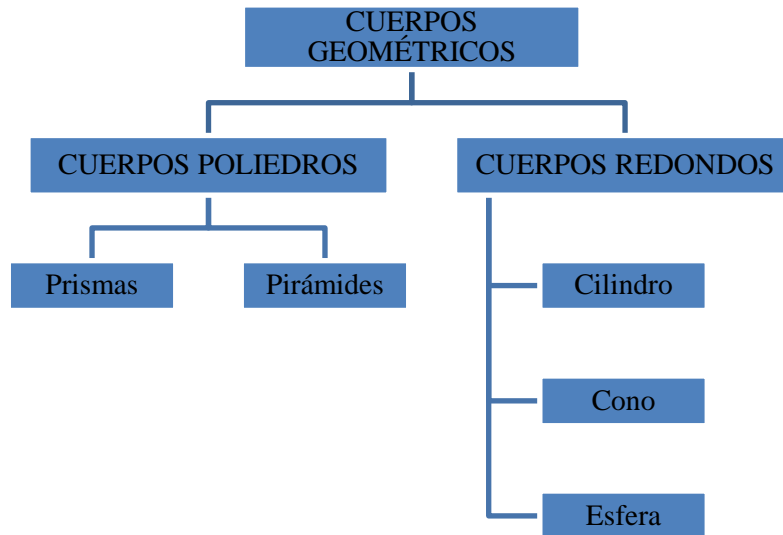 CUERPOS
GEOMÉTRICOS
CUERPOS POLIEDROS
CUERPOS REDONDOS
Prismas
Pirámides
Cilindro
Cono
Esfera